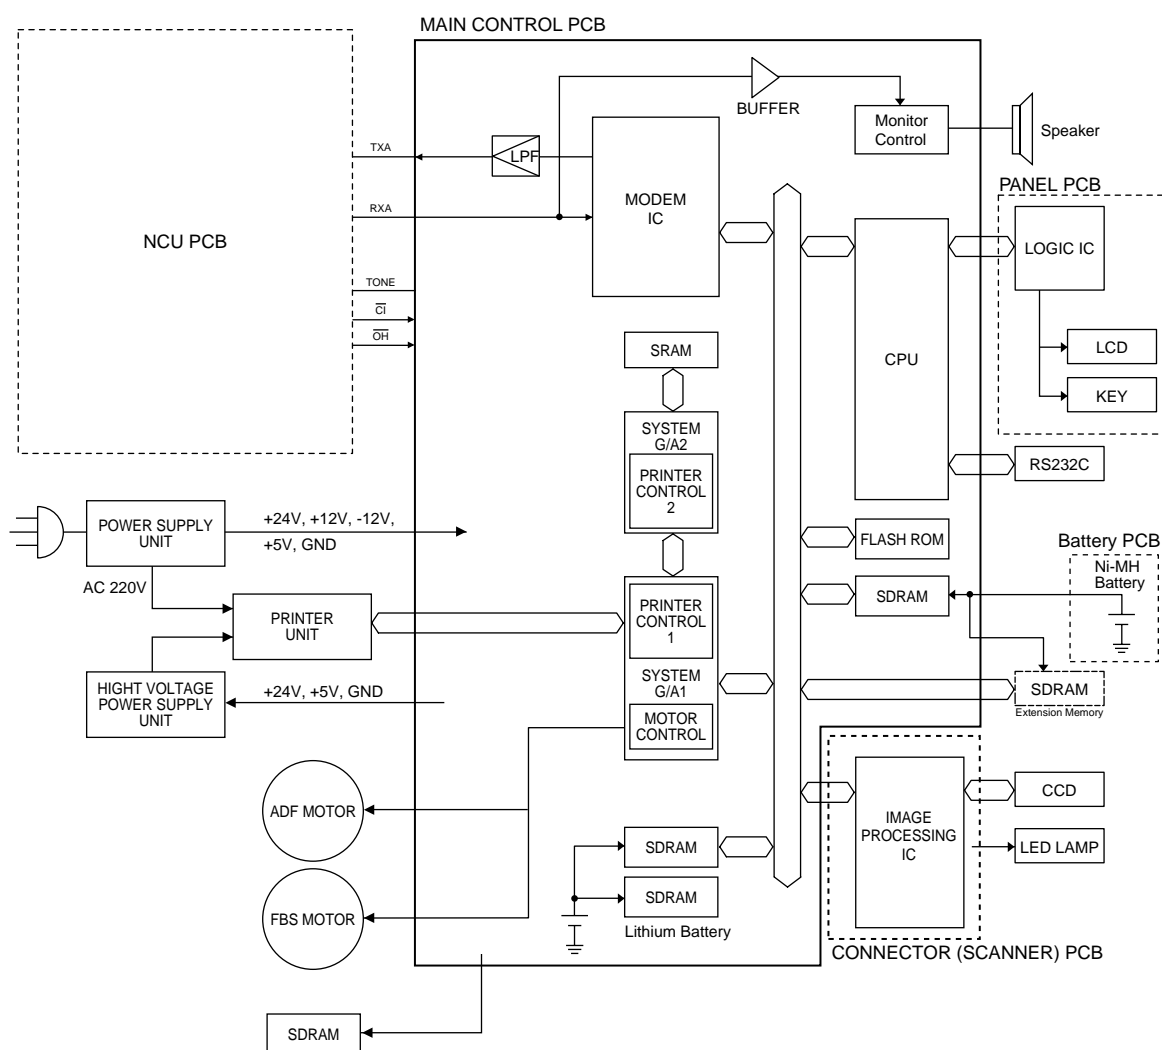 MAIN CONTROL PCB
BUFFER
Monitor
Control
Speaker
TXA
LPF
RXA
MODEM
IC
NCU PCB
TONE
CI
OH
PANEL PCB
LOGIC IC
LCD
KEY
CPU
RS232C
SRAM
SYSTEM
G/A2
PRINTER
CONTROL
2
POWER SUPPLY
UNIT
+24V, +12V, -12V,
+5V, GND
AC 220V
FLASH ROM
Battery PCB
Ni-MH
Battery
SDRAM
PRINTER
UNIT
PRINTER
CONTROL
1
SYSTEM
G/A1
MOTOR
CONTROL
HIGHT VOLTAGE
POWER SUPPLY
UNIT
+24V, +5V, GND
SDRAM
Extension Memory
ADF MOTOR
FBS MOTOR
IMAGE
PROCESSING
IC
CCD
LED LAMP
SDRAM
SDRAM
Lithium Battery
CONNECTOR (SCANNER) PCB
SDRAM